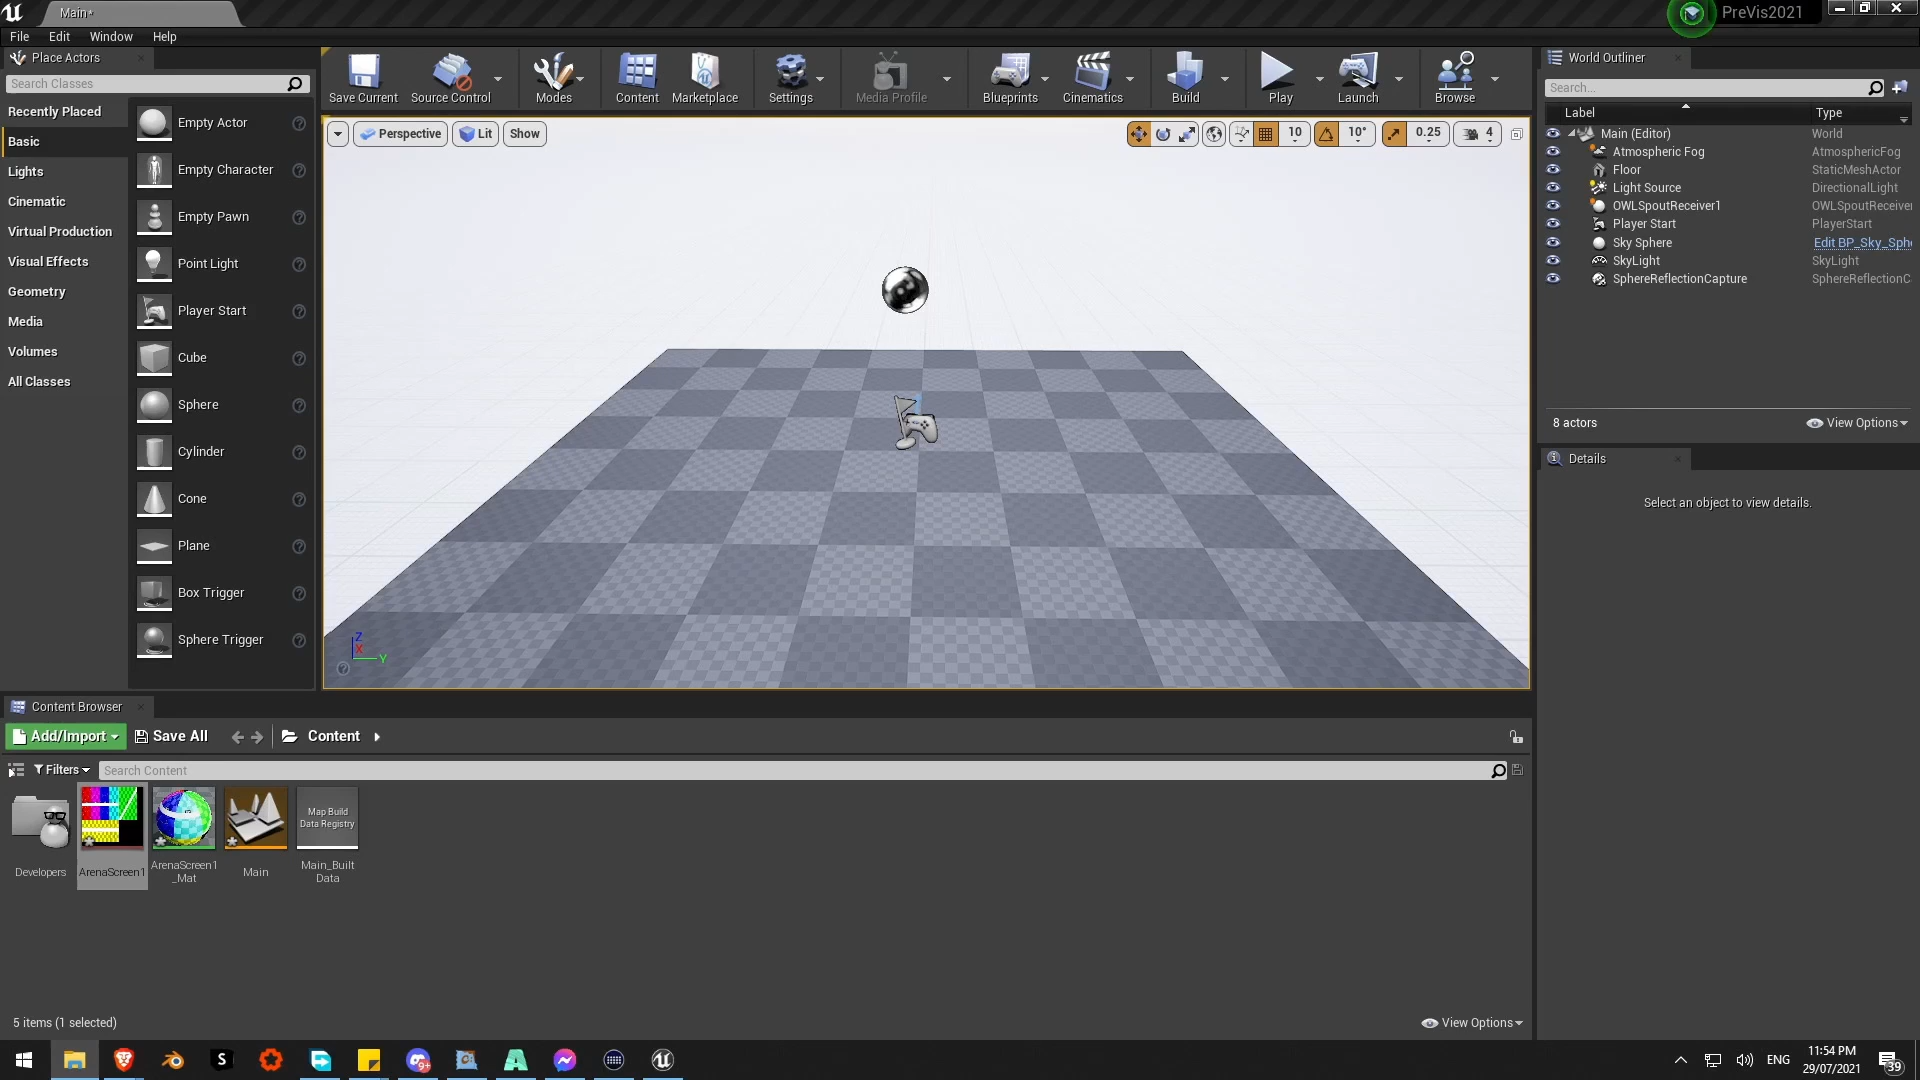 Main*
PreVis2021
File
Edit
Window
Help
Place Actors
Search Classes
Recently Placed
Basic
Lights
Cinematic
Virtual Production
Visual Effects
Geometry
Media
Volumes
All Classes
Empty Actor
Empty Character
Empty Pawn
Point Light
Player Start
Cube
Sphere
Cylinder
Cone
Plane
Box Trigger
Sphere Trigger
Save Current
Source Control
Modes
Content
Marketplace
Settings
Media Profile
Blueprints
Cinematics
Build
Play
Launch
Browse
Perspective
Lit
Show
10
10°
0.25
4
Z
X
Y
World Outliner
Search...
Label
Type
Main (Editor)
World
Atmospheric Fog
AtmosphericFog
Floor
StaticMeshActor
Light Source
DirectionalLight
OWLSpoutReceiver1
OWLSpoutReceiver
Player Start
PlayerStart
Sky Sphere
Edit BP_Sky_Sph
SkyLight
SkyLight
SphereReflectionCapture
SphereReflectionC
8 actors
View Options
Details
Select an object to view details.
Content Browser
Add/Import
Save All
Content
Filters
Search Content
Developers
ArenaScreen1
ArenaScreen1
_Mat
Main
Map Build
Data Registry
Main_Built
Data
5 items (1 selected)
View Options
S
9+
ENG
11:54 PM
29/07/2021
39